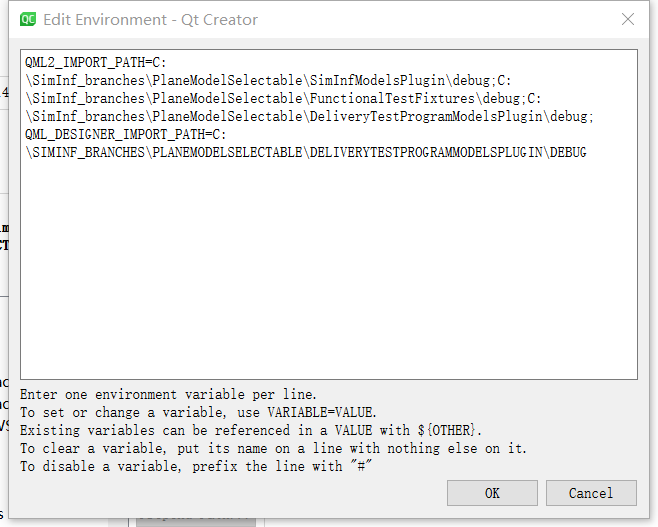 Edit Environment - Qt Creator
QML2_IMPORT_PATH=C:
\SimInf_branches\PlaneModelSelectable\SimInfModelsPlugin\debug;C:
\SimInf_branches\PlaneModelSelectable\FunctionalTestFixtures\debug;C:
\SimInf_branches\PlaneModelSelectable\DeliveryTestProgramModelsPlugin\debug;
QML_DESIGNER_IMPORT_PATH=C:
\SIMINF_BRANCHES\PLANEMODELSELECTABLE\DELIVERYTESTPROGRAMMODELSPLUGIN\DEBUG
Enter one environment variable per line.
To set or change a variable, use VARIABLE=VALUE.
Existing variables can be referenced in a VALUE with ${OTHER}.
To clear a variable, put its name on a line with nothing else on it.
To disable a variable, prefix the line with "#"
OK
Cancel